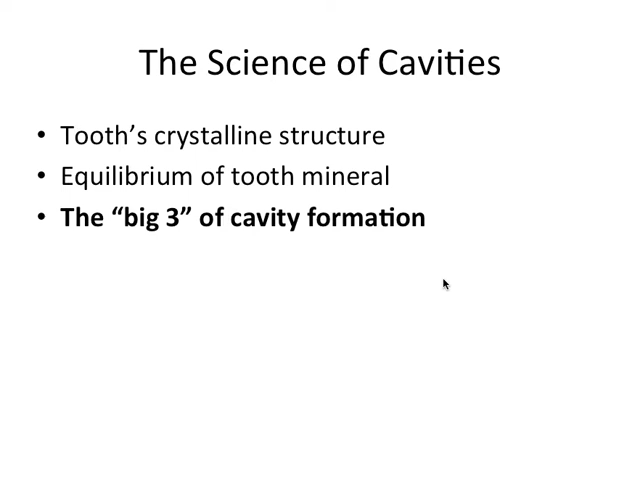 The Science of Cavities
• Tooth’s crystalline structure
• Equilibrium of tooth mineral
• The “big 3” of cavity formation